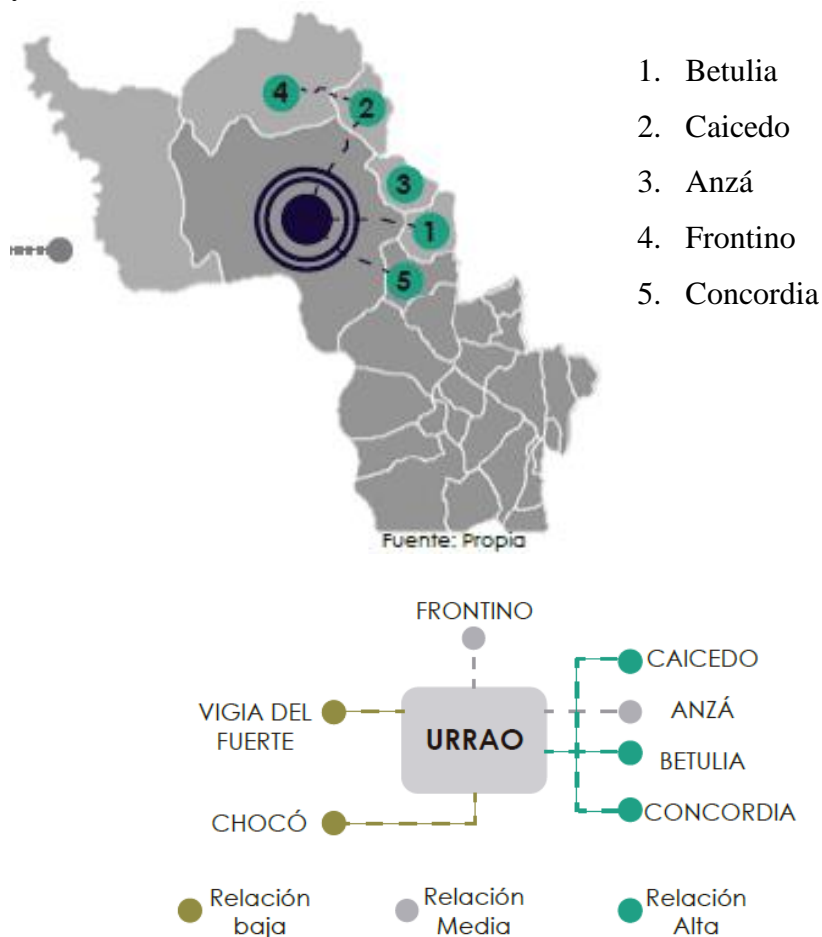 4
2
3
1
5
1. Betulia
2. Caicedo
3. Anzá
4. Frontino
5. Concordia
Fuente: Propia
FRONTINO
VIGIA DEL
FUERTE
URRAO
CAICEDO
ANZÁ
BETULIA
CONCORDIA
CHOCÓ
Relación
baja
Relación
Media
Relación
Alta